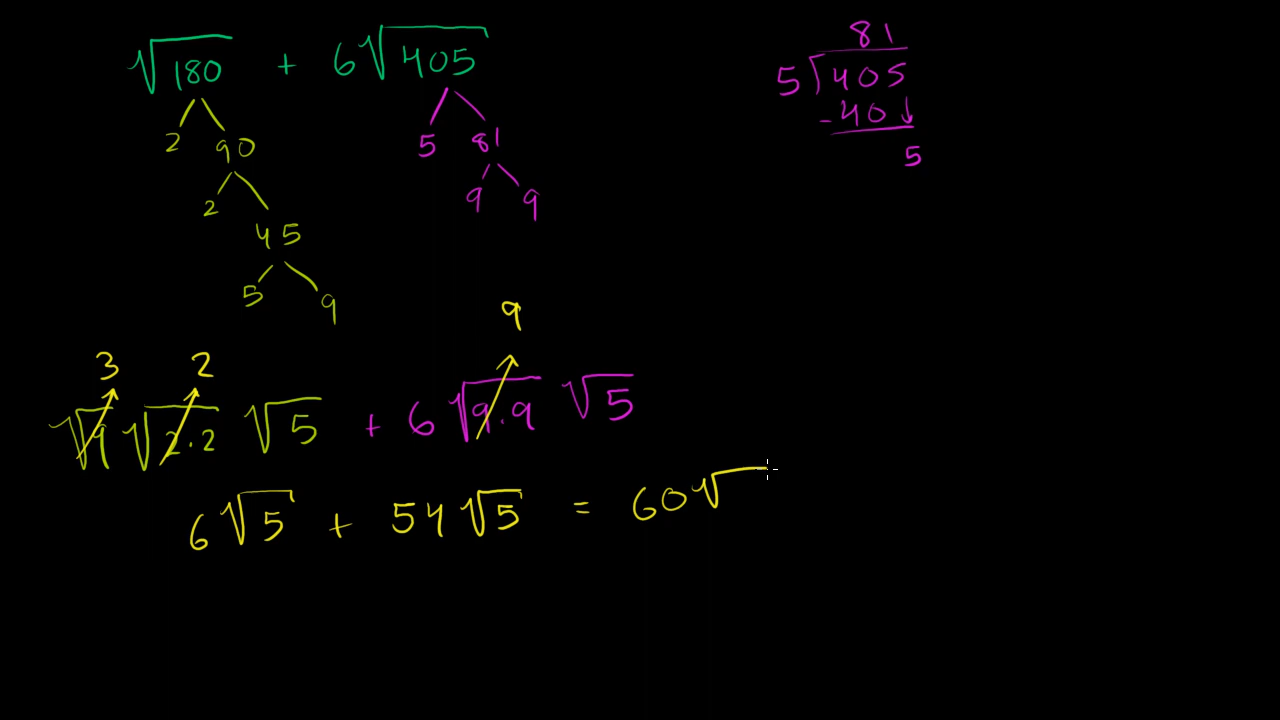 √180 + 6√405
2 90
2 45
5 9
5 81
9 9
81
5 405
-40↓
5
3 2 9
√9 √2.2 √5 + 6 √9.9 √5
6√5 + 54√5 = 60√